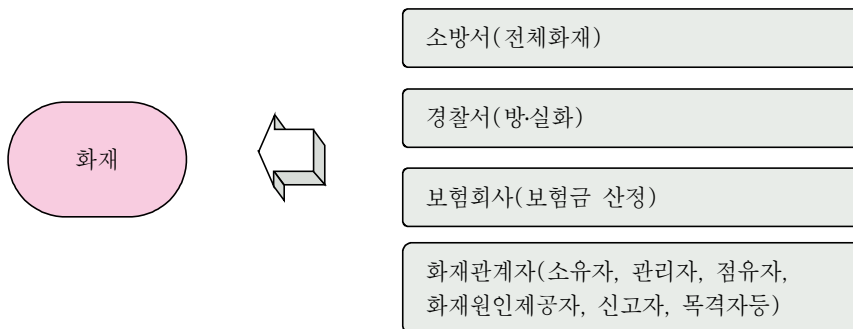 소방서(전체화재)
경찰서(방·실화)
화재
보험회사(보험금 산정)
화재관계자(소유자, 관리자, 점유자,
화재원인제공자, 신고자, 목격자등)